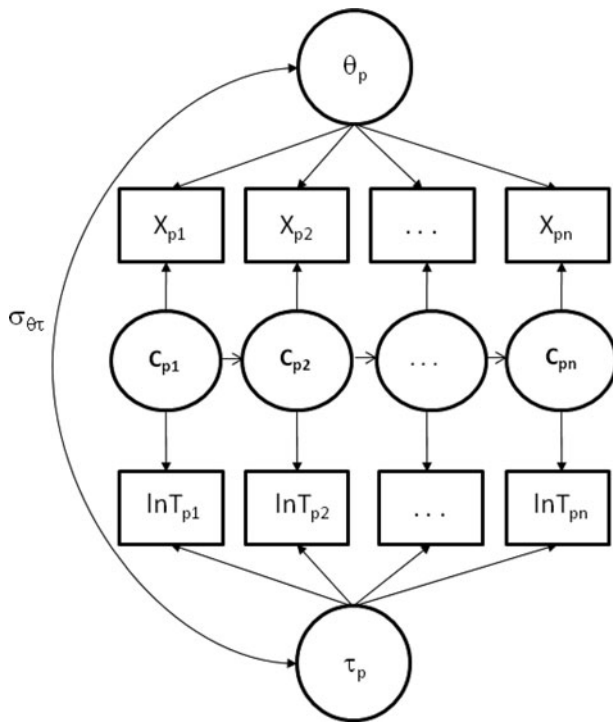 θp
Xp1 Xp2 . . . Xpn
σθτ
Cp1 Cp2 . . . Cpn
lnTp1 lnTp2 . . . lnTpn
τp